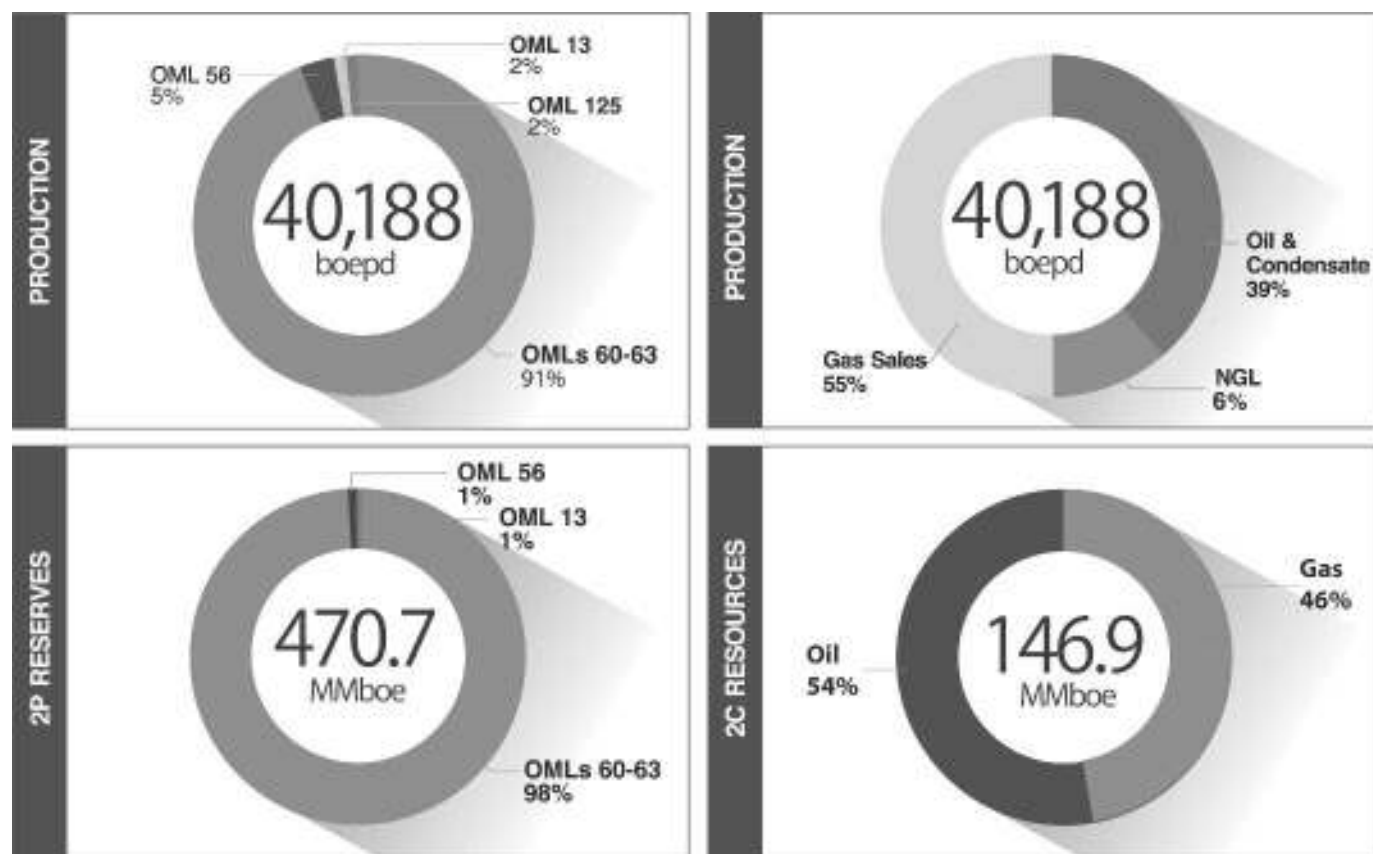 PRODUCTION
OML 13
2%
OML 56
5%
OML 125
2%
40,188
boepd
OMLs 60-63
91%
PRODUCTION
40,188
boepd
Oil &
Condensate
39%
Gas Sales
55%
NGL
6%
2P RESERVES
OML 56
1%
OML 13
1%
470.7
MMboe
OMLs 60-63
98%
2C RESOURCES
Gas
46%
Oil
54%
146.9
MMboe